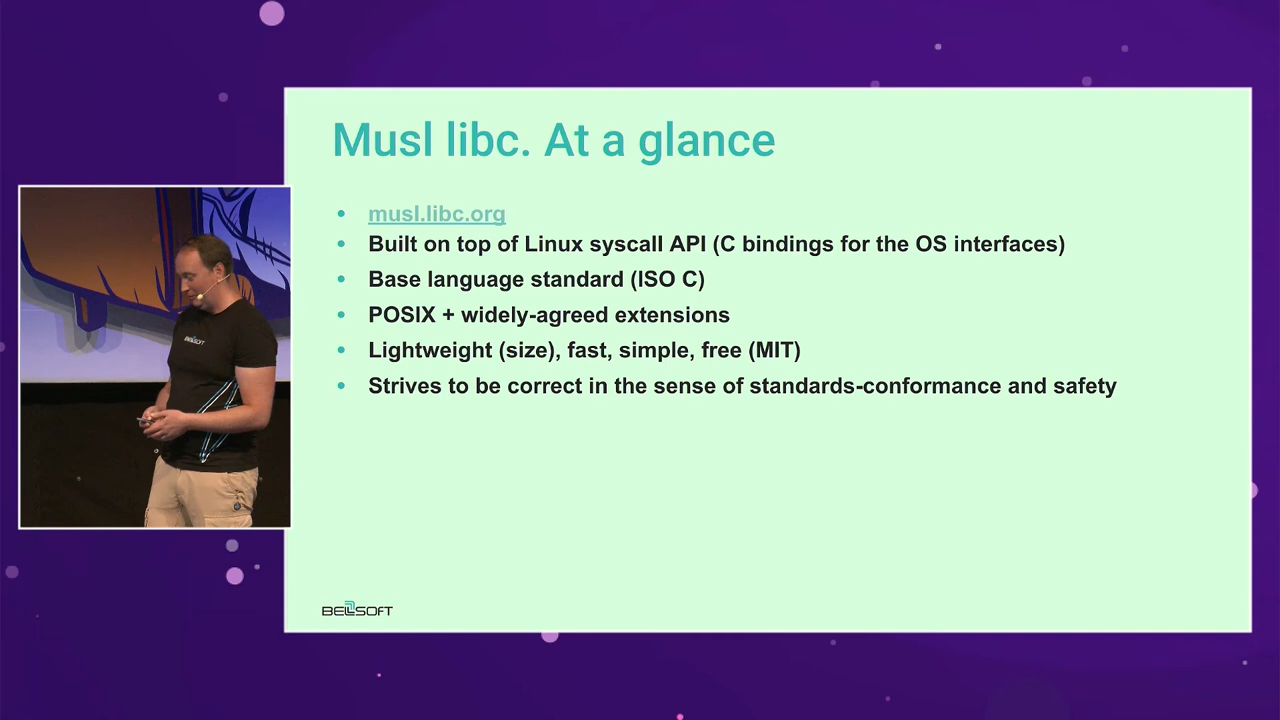 Musl libc. At a glance
musl.libc.org
Built on top of Linux syscall API (C bindings for the OS interfaces)
Base language standard (ISO C)
POSIX + widely-agreed extensions
Lightweight (size), fast, simple, free (MIT)
Strives to be correct in the sense of standards-conformance and safety
BELLSOFT
BELLSOFT